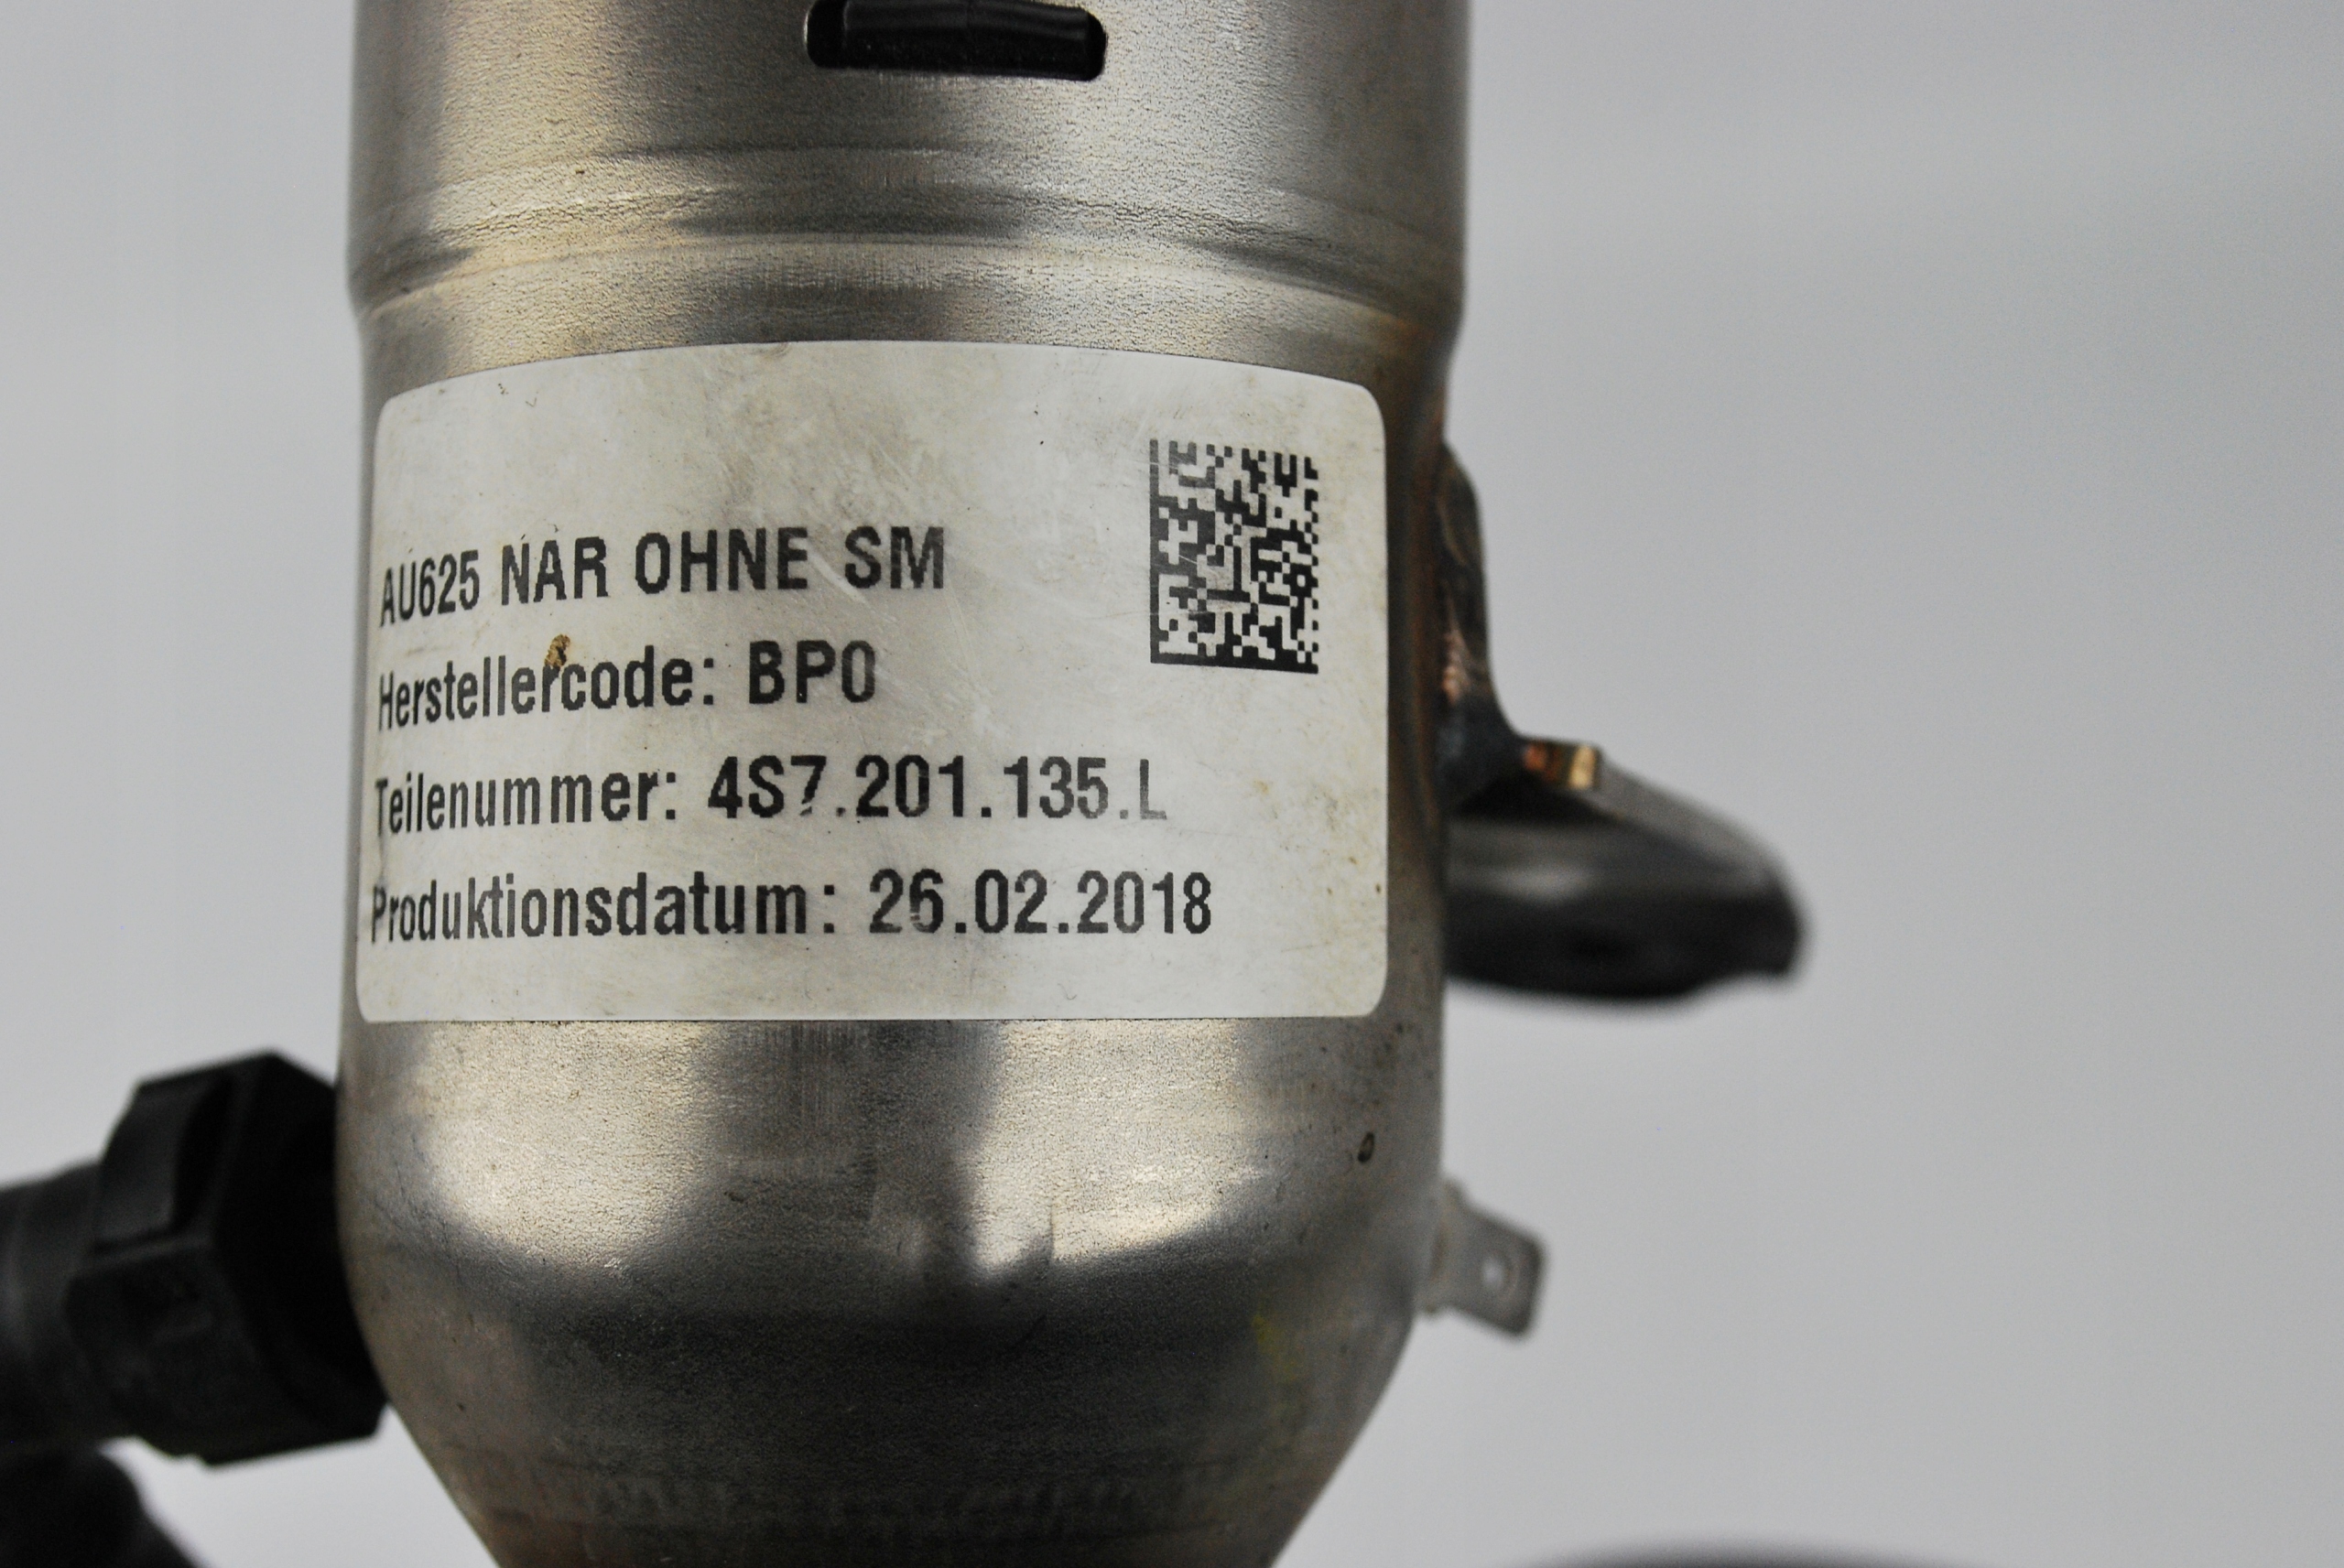 AU625 NAR OHNE SM
Herstellercode: BP0
Teilenummer: 4S7.201.135.L
Produktionsdatum: 26.02.2018